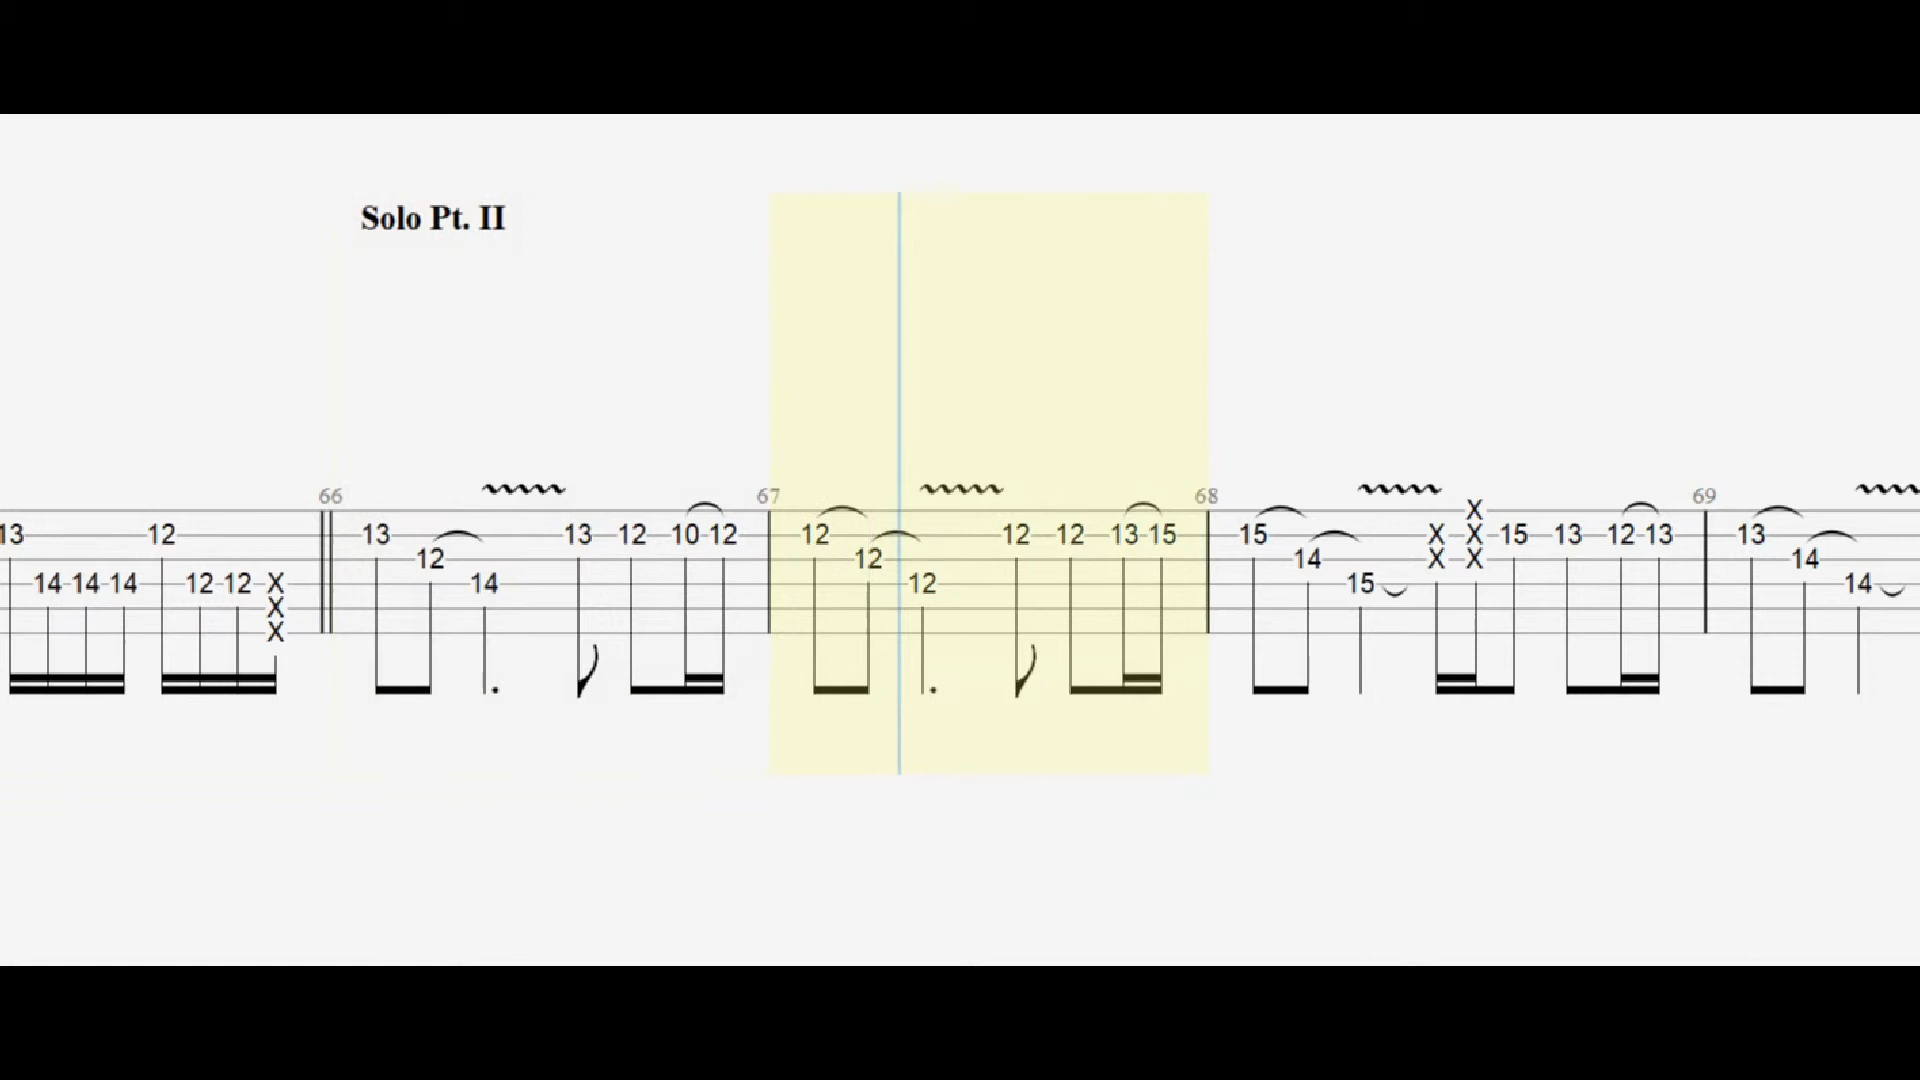 Solo Pt. II
66 67 68 69
X
13 12 13 12 13 12 10 12 12 12 12 13 15 15 X X 15 13 12 13 13
12 12 14 X X 14
14 14 14 12 12 X 14 12 15 14
X
X